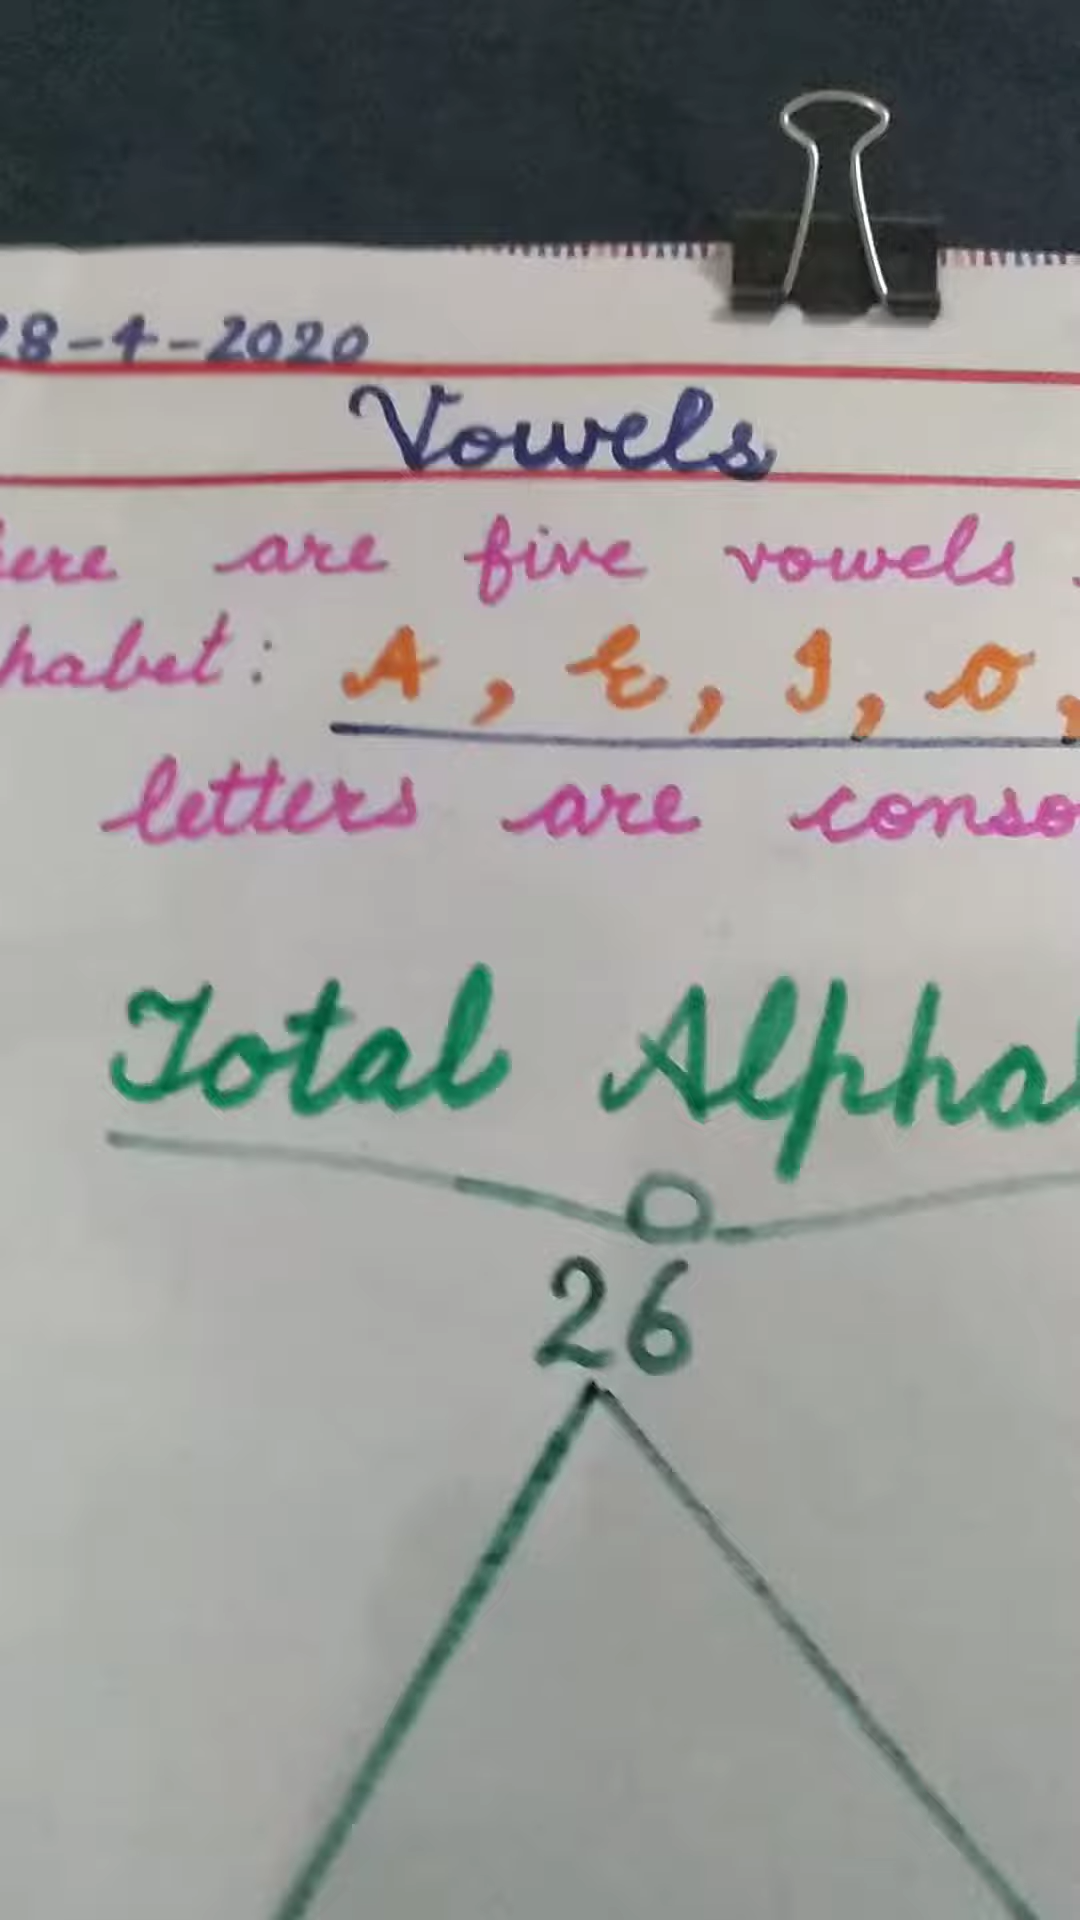 28-4-2020
Vowels
ere are five vowels
habet: A, E, I, O,
letters are conso
Total Alpha
26